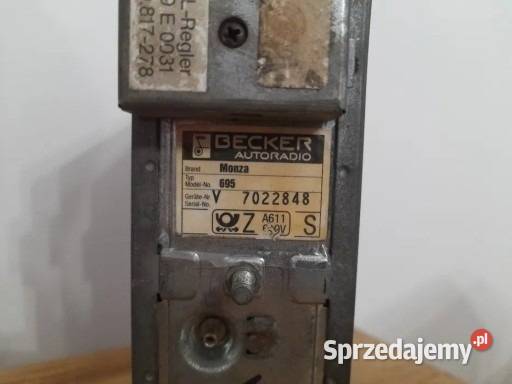 L-Regler
9 E 0031
.817-278
BECKER
AUTORADIO
Brand Monza
Typ
Model-No. 695
Geräte-Nr. V 7022848
Serial-No.
Z A611 S
Sprzedajemy.pl